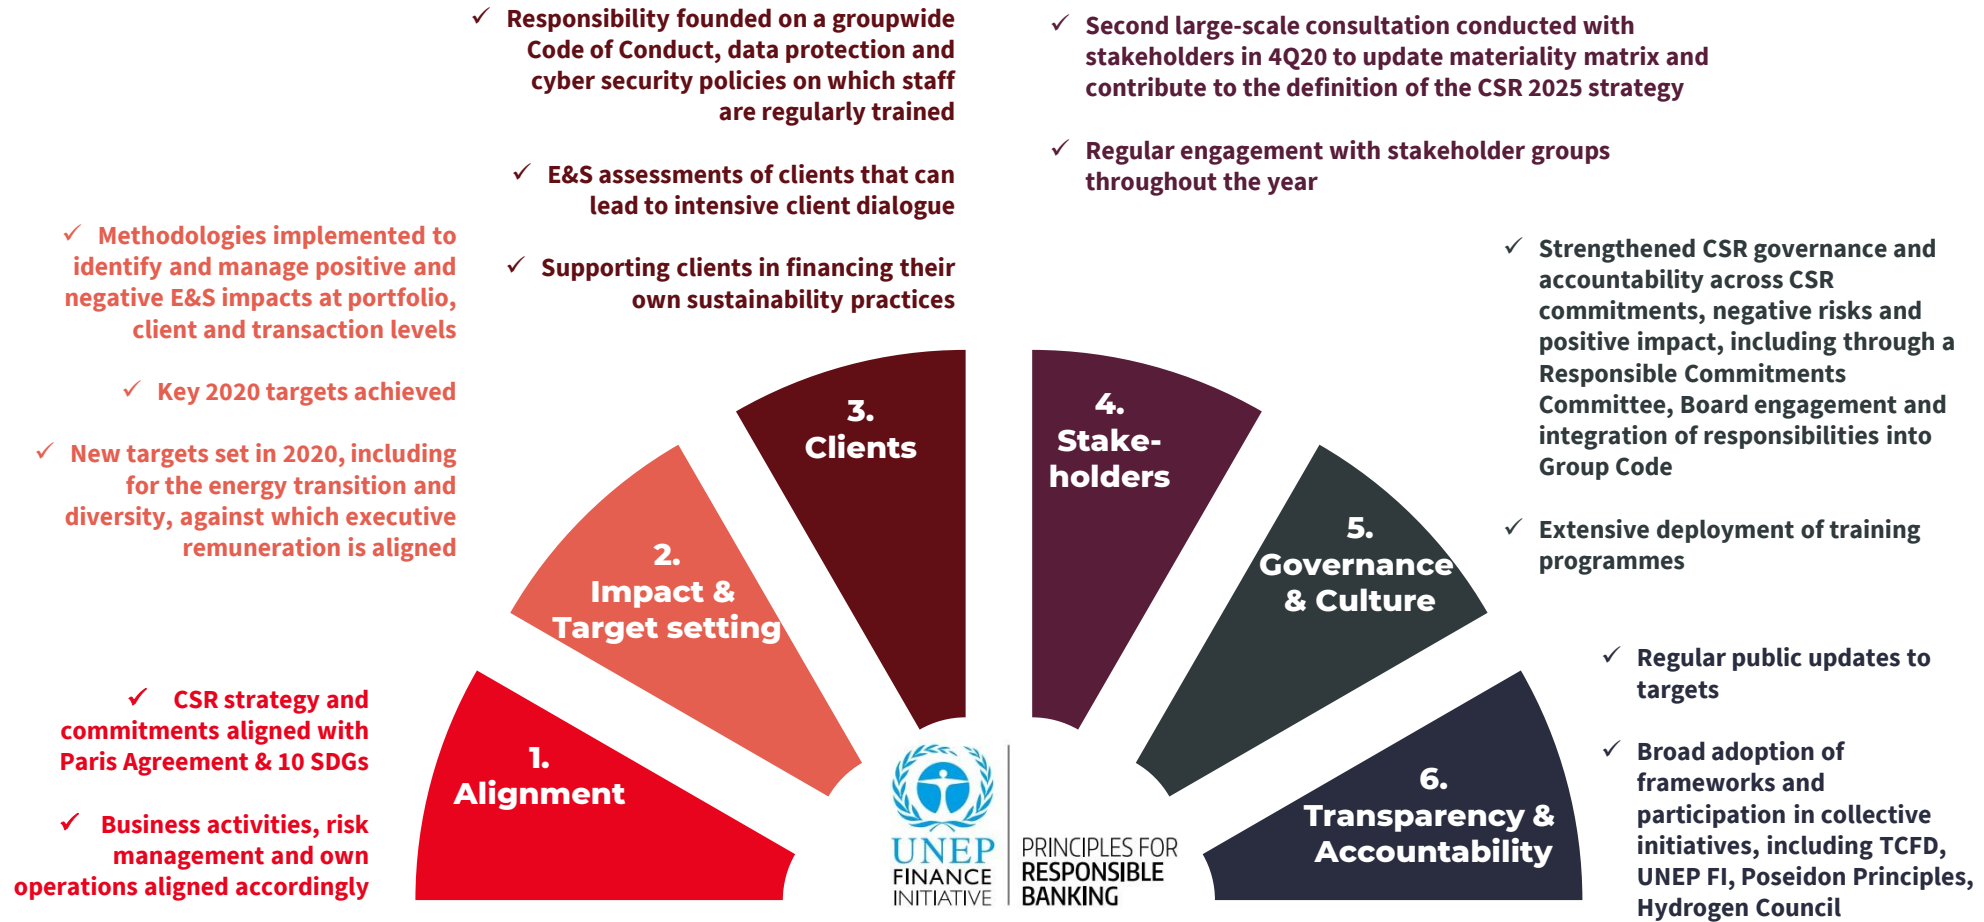 ✓ Responsibility founded on a groupwide
Code of Conduct, data protection and
cyber security policies on which staff
are regularly trained
✓ E&S assessments of clients that can
lead to intensive client dialogue
✓ Supporting clients in financing their
own sustainability practices
✓ Second large-scale consultation conducted with
stakeholders in 4Q20 to update materiality matrix and
contribute to the definition of the CSR 2025 strategy
✓ Regular engagement with stakeholder groups
throughout the year
✓ Methodologies implemented to
identify and manage positive and
negative E&S impacts at portfolio,
client and transaction levels
✓ Key 2020 targets achieved
✓ New targets set in 2020, including
for the energy transition and
diversity, against which executive
remuneration is aligned
✓ Strengthened CSR governance and
accountability across CSR
commitments, negative risks and
positive impact, including through a
Responsible Commitments
Committee, Board engagement and
integration of responsibilities into
Group Code
✓ Extensive deployment of training
programmes
✓ CSR strategy and
commitments aligned with
Paris Agreement & 10 SDGs
✓ Business activities, risk
management and own
operations aligned accordingly
✓ Regular public updates to
targets
✓ Broad adoption of
frameworks and
participation in collective
initiatives, including TCFD,
UNEP FI, Poseidon Principles,
Hydrogen Council
1.
Alignment
2.
Impact &
Target setting
3.
Clients
4.
Stake-
holders
5.
Governance
& Culture
6.
Transparency &
Accountability
UNEP
FINANCE
INITIATIVE
PRINCIPLES FOR
RESPONSIBLE
BANKING